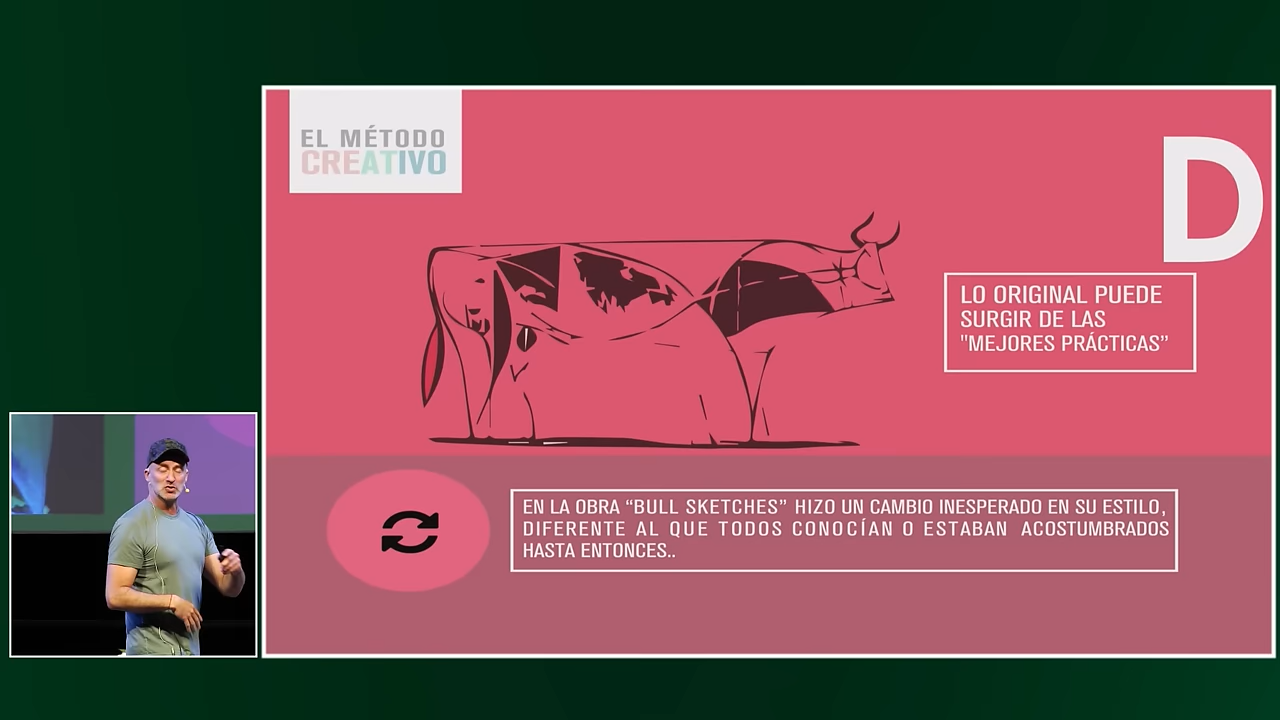 EL MÉTODO
CREATIVO
D
LO ORIGINAL PUEDE
SURGIR DE LAS
"MEJORES PRÁCTICAS”
EN LA OBRA “BULL SKETCHES” HIZO UN CAMBIO INESPERADO EN SU ESTILO,
DIFERENTE AL QUE TODOS CONOCÍAN O ESTABAN ACOSTUMBRADOS
HASTA ENTONCES..